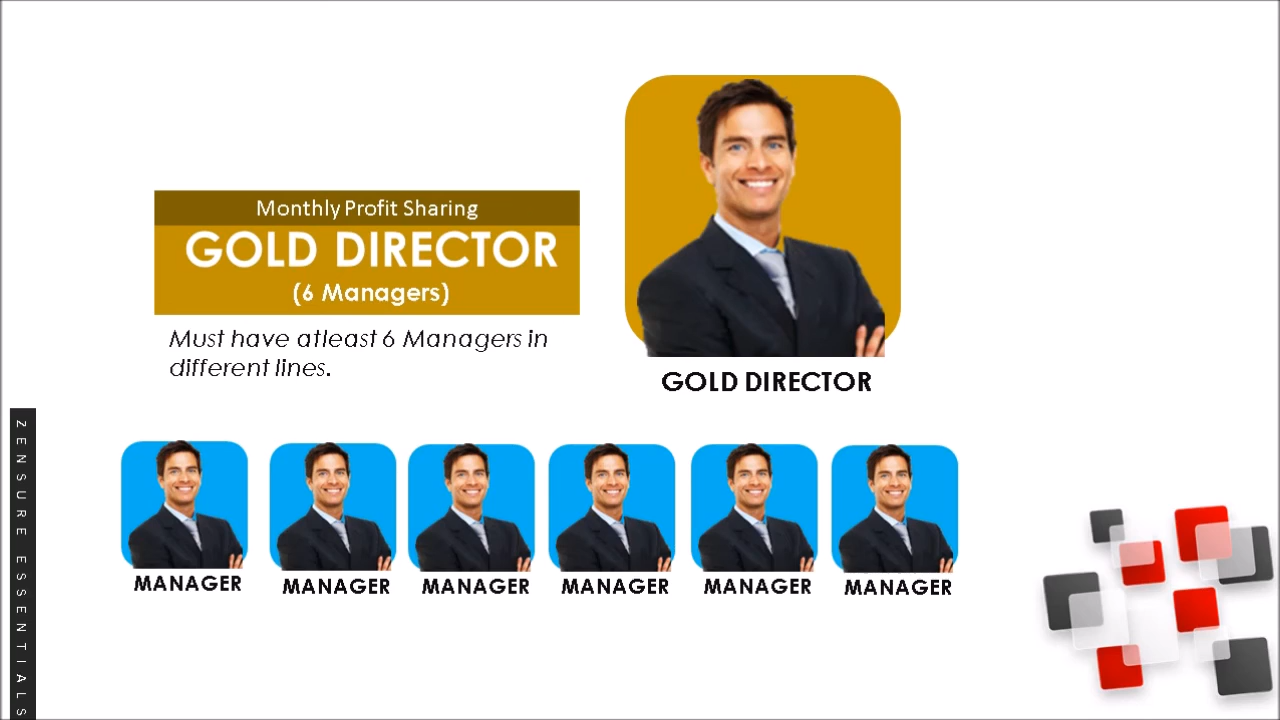 Monthly Profit Sharing
GOLD DIRECTOR
(6 Managers)
Must have atleast 6 Managers in
different lines.
GOLD DIRECTOR
MANAGER
MANAGER
MANAGER
MANAGER
MANAGER
MANAGER
ZENSURE ESSENTIALS